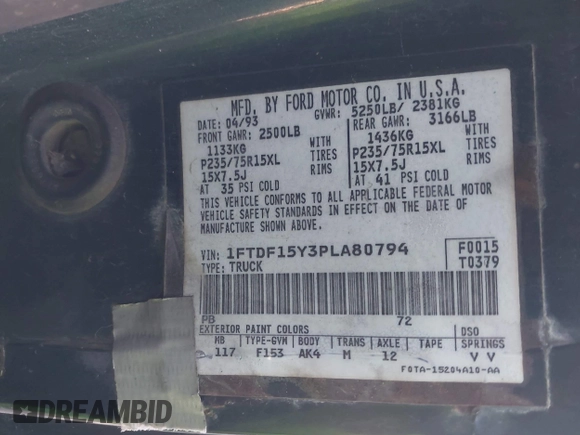 MFD. BY FORD MOTOR CO. IN U.S.A.
DATE: 04/93 GVWR: 5250LB/ 2381KG
FRONT GAWR: 2500LB REAR GAWR: 3166LB
1133KG WITH 1436KG WITH
P235/75R15XL TIRES P235/75R15XL TIRES
15X7.5J RIMS 15X7.5J RIMS
AT 35 PSI COLD AT 41 PSI COLD
THIS VEHICLE CONFORMS TO ALL APPLICABLE FEDERAL MOTOR
VEHICLE SAFETY STANDARDS IN EFFECT ON THE DATE OF
MANUFACTURE SHOWN ABOVE.
VIN: 1FTDF15Y3PLA80794 F0015
TYPE: TRUCK T0379
PB 72
EXTERIOR PAINT COLORS DSO
WB TYPE-GVM BODY TRANS AXLE TAPE SPRINGS
117 F153 AK4 M 12 V V
F0TA-15204A10-AA
DREAMBID